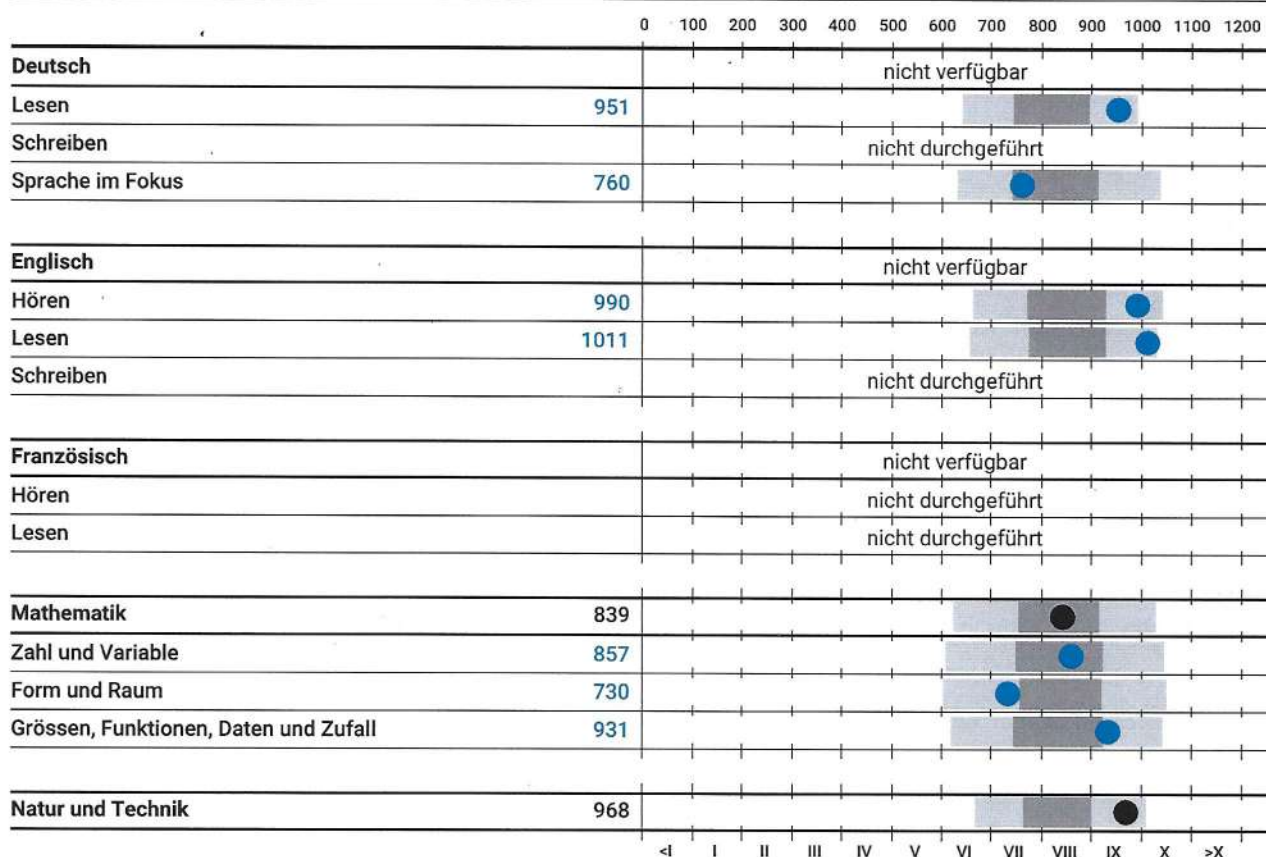 0 100 200 300 400 500 600 700 800 900 1000 1100 1200
Deutsch nicht verfügbar
Lesen 951
Schreiben nicht durchgeführt
Sprache im Fokus 760
Englisch nicht verfügbar
Hören 990
Lesen 1011
Schreiben nicht durchgeführt
Französisch nicht verfügbar
Hören nicht durchgeführt
Lesen nicht durchgeführt
Mathematik 839
Zahl und Variable 857
Form und Raum 730
Grössen, Funktionen, Daten und Zufall 931
Natur und Technik 968
<I I II III IV V VI VII VIII IX X >X